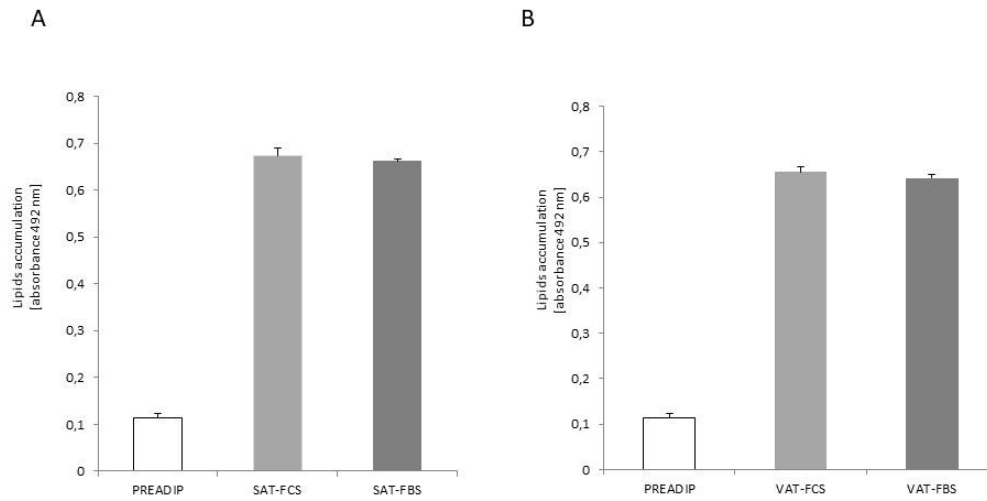 A
Lipids accumulation
[absorbance 492 nm]
0,8
0,7
0,6
0,5
0,4
0,3
0,2
0,1
0
PREADIP
SAT-FCS
SAT-FBS
B
Lipids accumulation
[absorbance 492 nm]
0,8
0,7
0,6
0,5
0,4
0,3
0,2
0,1
0
PREADIP
VAT-FCS
VAT-FBS